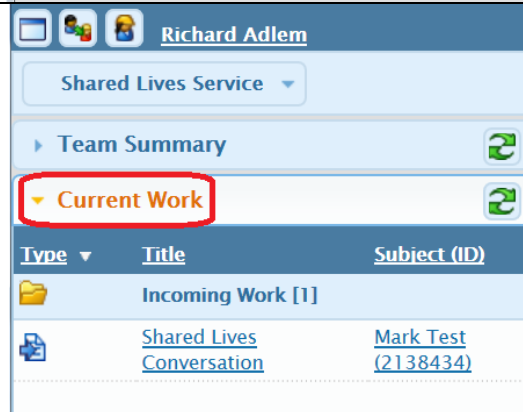 Richard Adlem
Shared Lives Service
Team Summary
Current Work
Type Title Subject (ID)
Incoming Work [1]
Shared Lives Mark Test
Conversation (2138434)